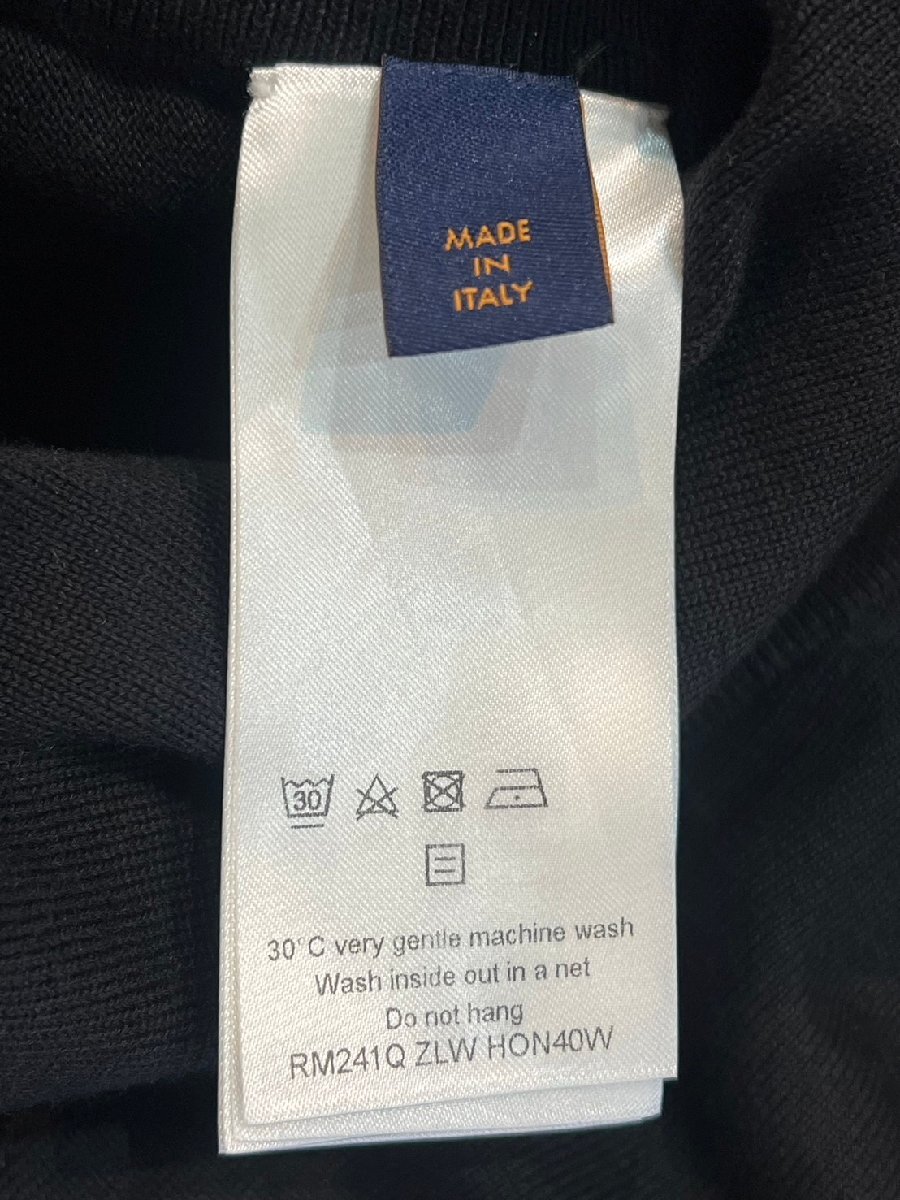 MADE
IN
ITALY
30
30°C very gentle machine wash
Wash inside out in a net
Do not hang
RM241Q ZLW HON40W